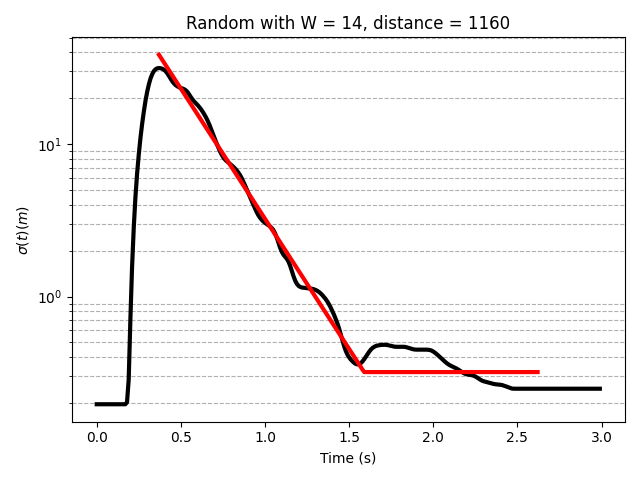 Random with W = 14, distance = 1160
σ(t)(m)
10¹
10⁰
0.0 0.5 1.0 1.5 2.0 2.5 3.0
Time (s)